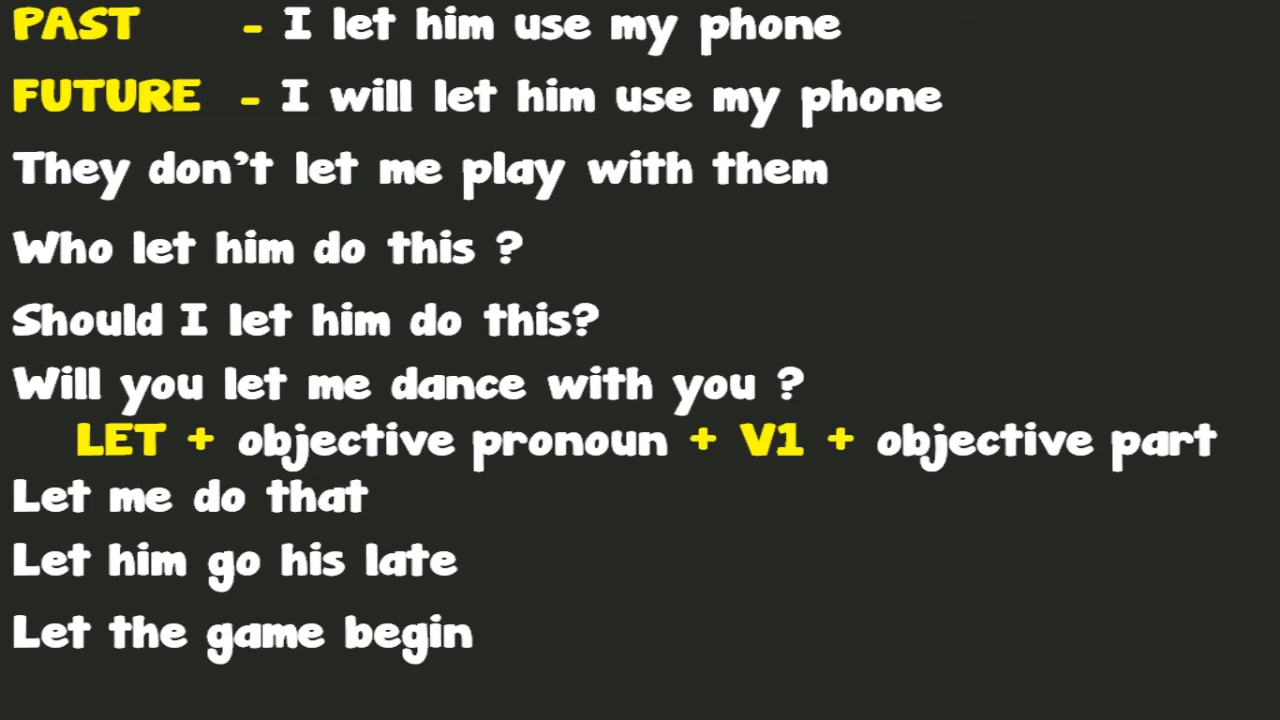 PAST - I let him use my phone
FUTURE - I will let him use my phone
They don't let me play with them
Who let him do this ?
Should I let him do this?
Will you let me dance with you ?
LET + objective pronoun + V1 + objective part
Let me do that
Let him go his late
Let the game begin